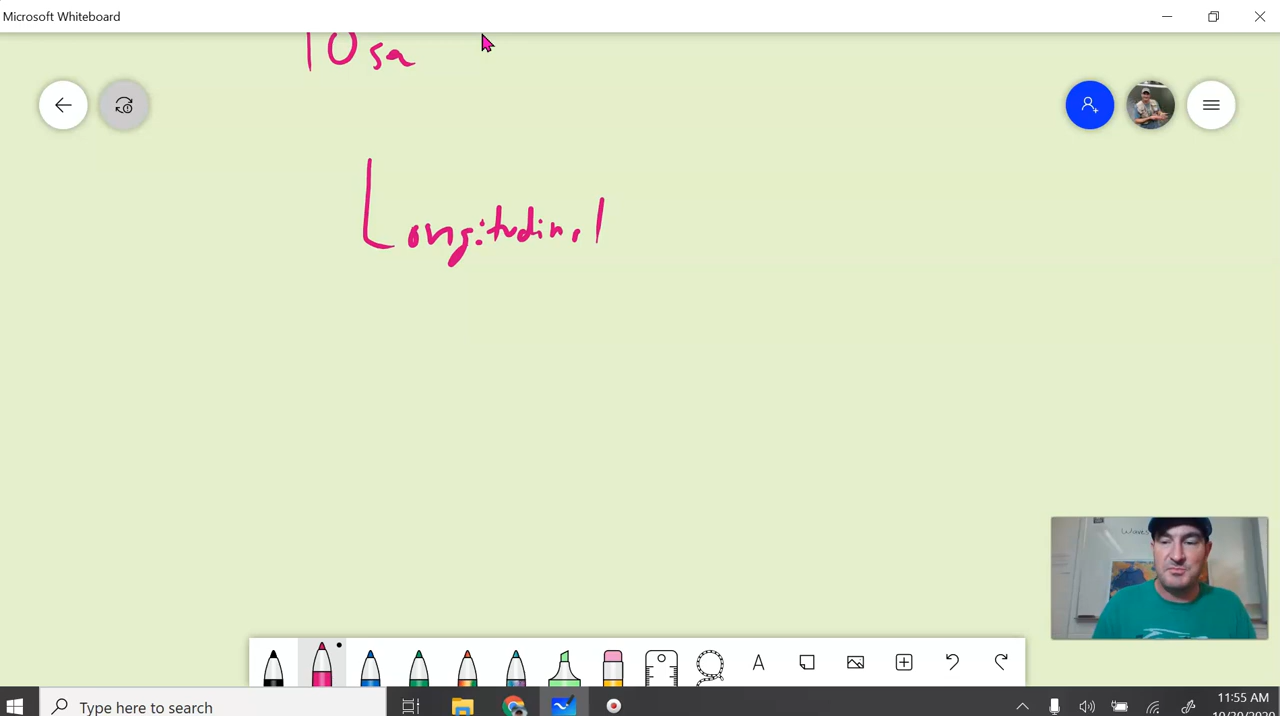 Microsoft Whiteboard
10sa
Longitudinal
A
Type here to search
11:55 AM